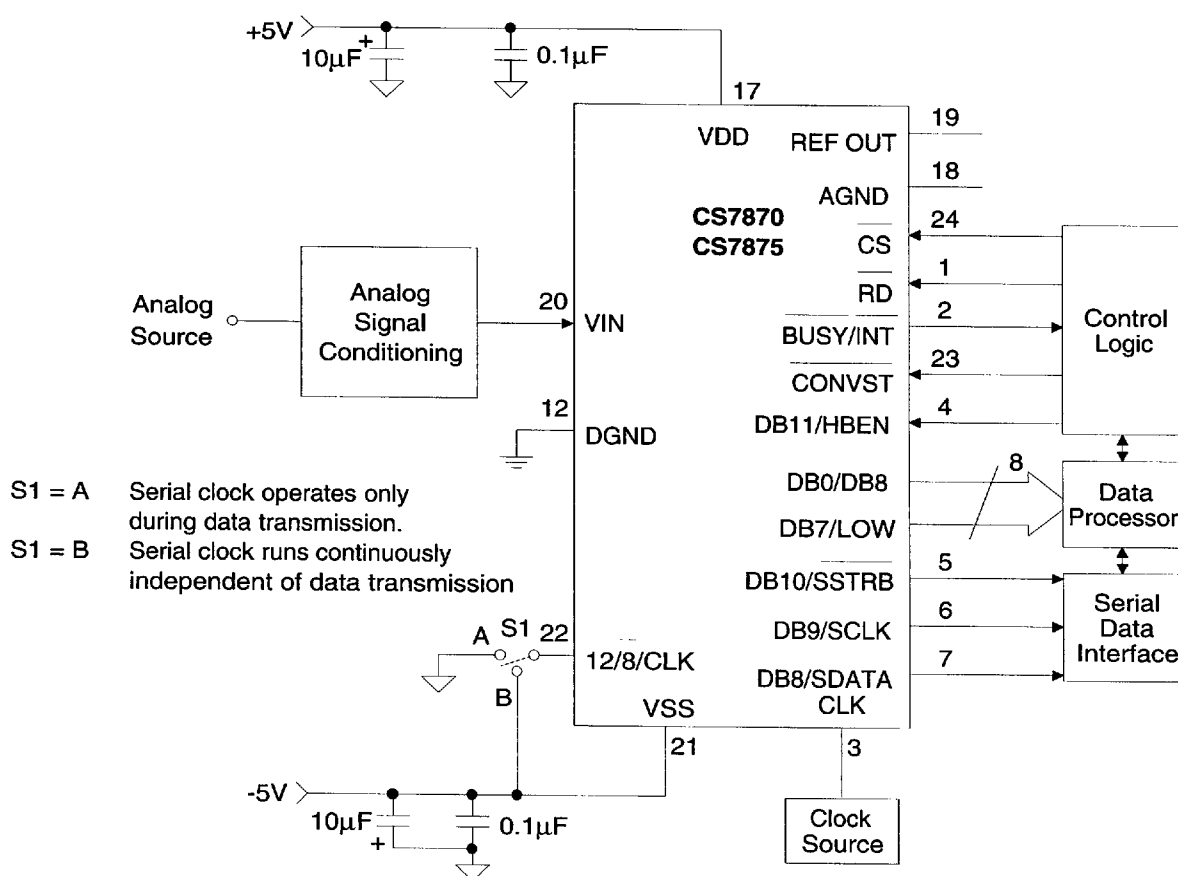 +5V
10µF
+
0.1µF
17
VDD
REF OUT
19
AGND
18
CS7870
CS7875
CS
24
RD
1
BUSY/INT
2
CONVST
23
DB11/HBEN
4
Control
Logic
Analog
Source
Analog
Signal
Conditioning
20
VIN
12
DGND
DB0/DB8
8
DB7/LOW
Data
Processor
S1 = A Serial clock operates only
during data transmission.
S1 = B Serial clock runs continuously
independent of data transmission
DB10/SSTRB
5
DB9/SCLK
6
DB8/SDATA
7
Serial
Data
Interface
A
S1
22
12/8/CLK
B
VSS
21
CLK
3
-5V
10µF
+
0.1µF
Clock
Source